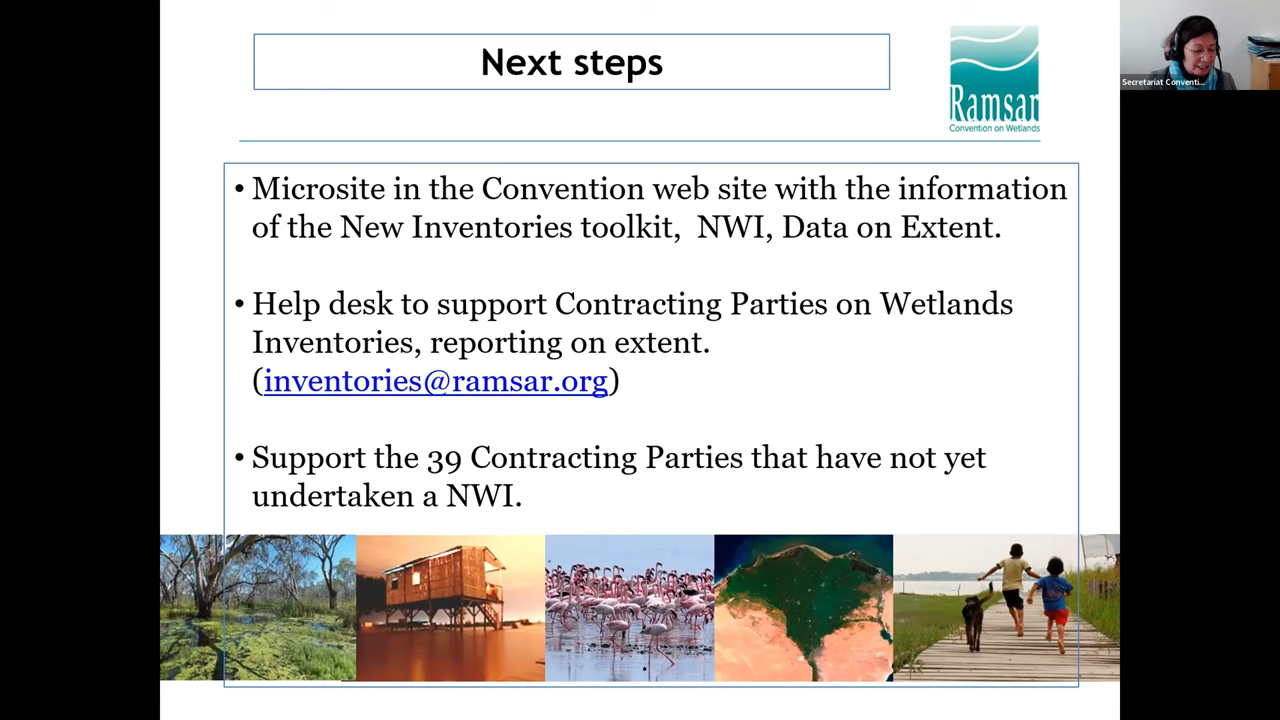 Next steps
Ramsar
Convention on Wetlands
Secretariat Conventi...
• Microsite in the Convention web site with the information
of the New Inventories toolkit, NWI, Data on Extent.
• Help desk to support Contracting Parties on Wetlands
Inventories, reporting on extent.
(inventories@ramsar.org)
• Support the 39 Contracting Parties that have not yet
undertaken a NWI.